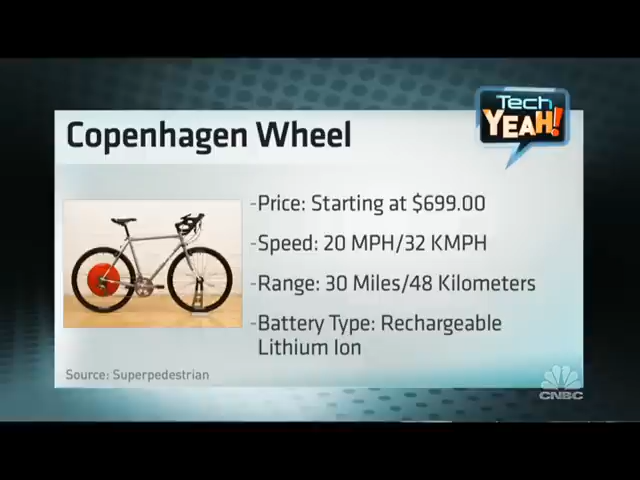 Tech
YEAH!
Copenhagen Wheel
-Price: Starting at $699.00
-Speed: 20 MPH/32 KMPH
-Range: 30 Miles/48 Kilometers
-Battery Type: Rechargeable
Lithium Ion
Source: Superpedestrian
CNBC